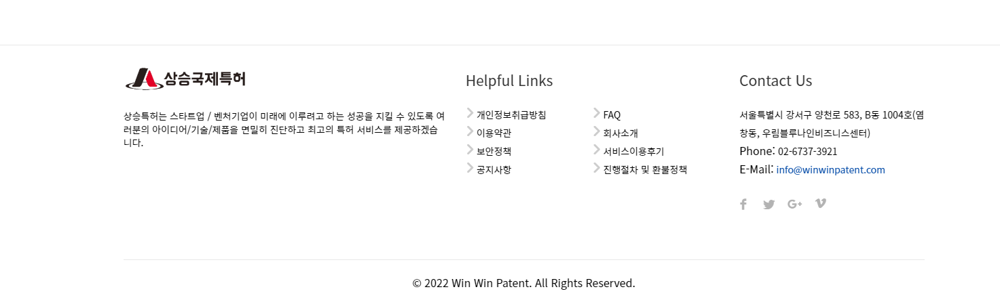 상승국제특허
상승특허는 스타트업 / 벤처기업이 미래에 이루려고 하는 성공을 지킬 수 있도록 여
러분의 아이디어/기술/제품을 면밀히 진단하고 최고의 특허 서비스를 제공하겠습
니다.
Helpful Links
개인정보취급방침
이용약관
보안정책
공지사항
FAQ
회사소개
서비스이용후기
진행절차 및 환불정책
Contact Us
서울특별시 강서구 양천로 583, B동 1004호(염
창동, 우림블루나인비즈니스센터)
Phone: 02-6737-3921
E-Mail: info@winwinpatent.com
© 2022 Win Win Patent. All Rights Reserved.